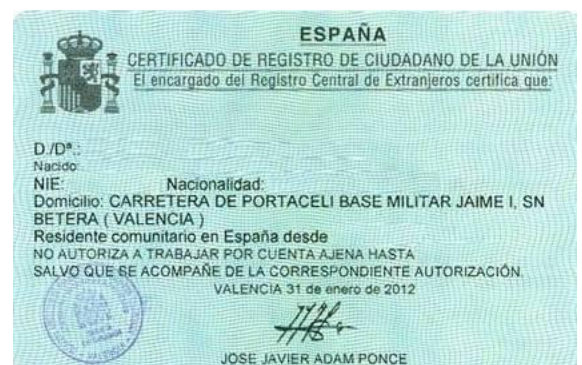 ESPAÑA
CERTIFICADO DE REGISTRO DE CIUDADANO DE LA UNIÓN
El encargado del Registro Central de Extranjeros certifica que:
D./Dª.:
Nacido:
NIE: Nacionalidad:
Domicilio: CARRETERA DE PORTACELI BASE MILITAR JAIME I, SN
BETERA ( VALENCIA )
Residente comunitario en España desde
NO AUTORIZA A TRABAJAR POR CUENTA AJENA HASTA
SALVO QUE SE ACOMPAÑE DE LA CORRESPONDIENTE AUTORIZACIÓN.
VALENCIA 31 de enero de 2012
JOSE JAVIER ADAM PONCE